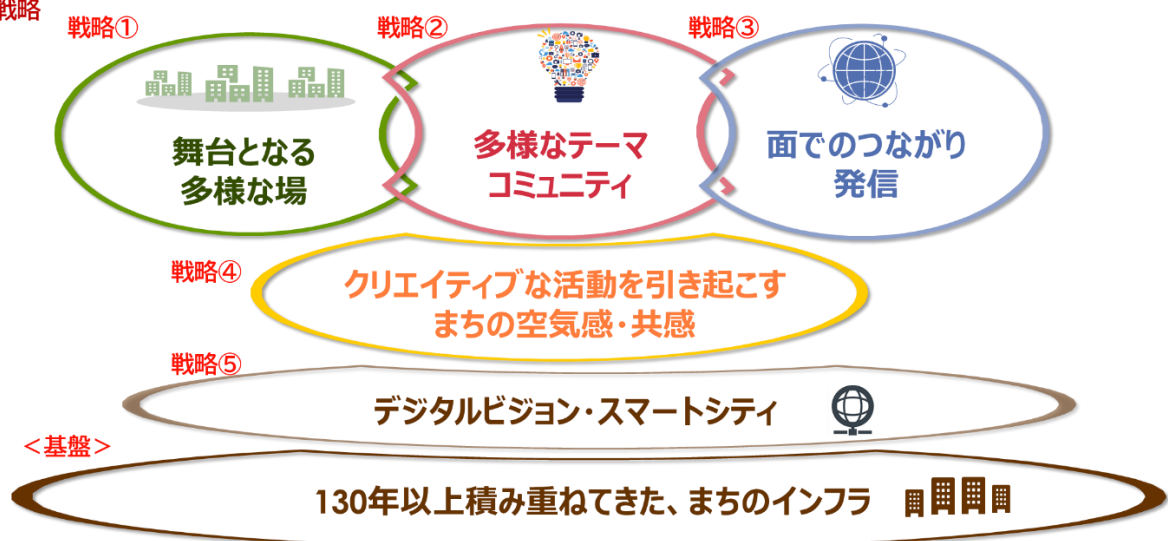 戦略
戦略①
戦略②
戦略③
舞台となる
多様な場
多様なテーマ
コミュニティ
面でのつながり
発信
戦略④
クリエイティブな活動を引き起こす
まちの空気感・共感
戦略⑤
デジタルビジョン・スマートシティ
＜基盤＞
130年以上積み重ねてきた、まちのインフラ